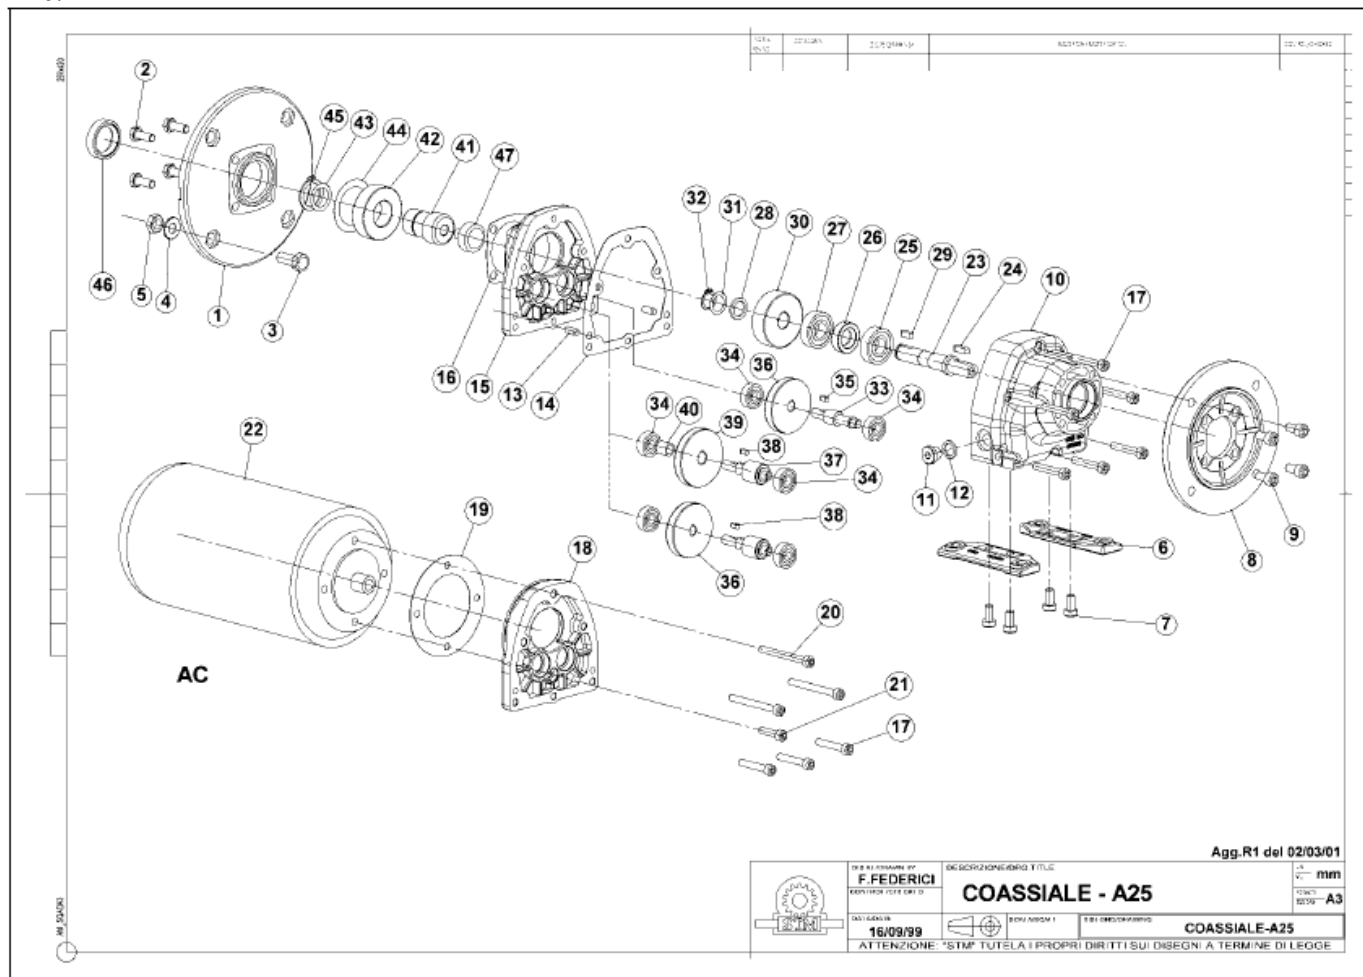 2
45 43 44 42 41 47
32 31 28 30 27 26 25 29 23 24 10 17
46 5 4 1 3
16 15 13 14
34 36 35 33 34
34 40 39 38 37 34
22 19 18 38 36
11 12 6 8 9
7
20
AC
21
17
Agg.R1 del 02/03/01
F.FEDERICI
DESCRIZIONE/DRG TITLE
COASSIALE - A25
mm
A3
16/09/99
STM
COASSIALE-A25
ATTENZIONE: "STM" TUTELA I PROPRI DIRITTI SUI DISEGNI A TERMINE DI LEGGE